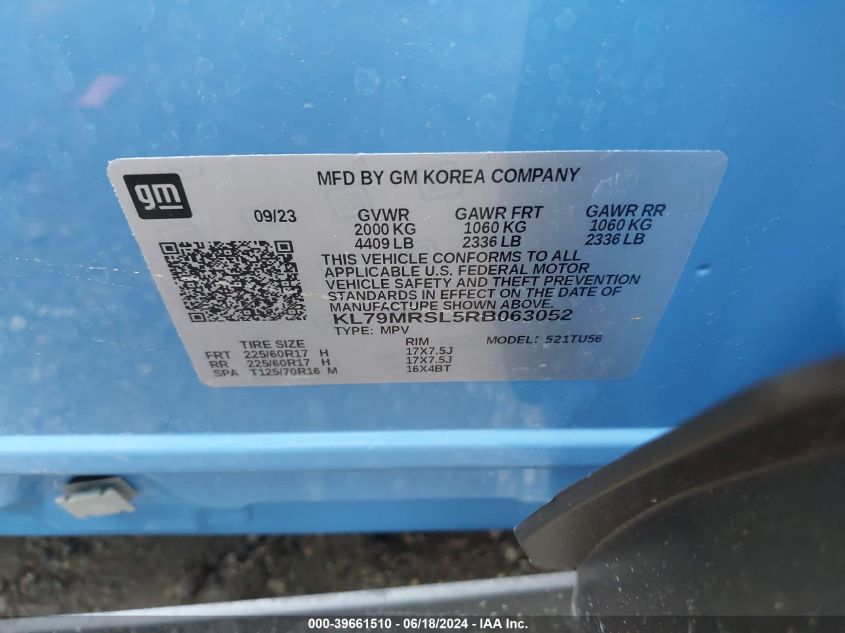 gm
MFD BY GM KOREA COMPANY
09/23 GVWR GAWR FRT GAWR RR
2000 KG 1060 KG 1060 KG
4409 LB 2336 LB 2336 LB
THIS VEHICLE CONFORMS TO ALL
APPLICABLE U.S. FEDERAL MOTOR
VEHICLE SAFETY AND THEFT PREVENTION
STANDARDS IN EFFECT ON THE DATE OF
MANUFACTURE SHOWN ABOVE.
KL79MRSL5RB063052
TYPE: MPV
TIRE SIZE RIM MODEL: 521TU56
FRT 225/60R17 H 17X7.5J
RR 225/60R17 H 17X7.5J
SPA T125/70R16 M 16X4BT
000-39661510 - 06/18/2024 - IAA Inc.